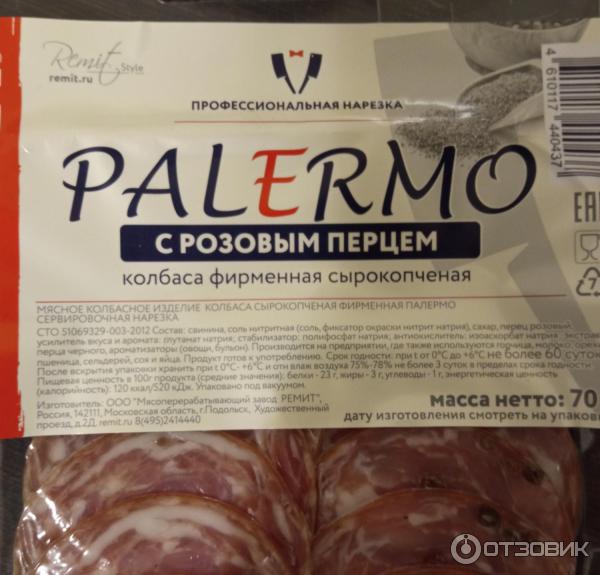 Remit
Style
remit.ru
ПРОФЕССИОНАЛЬНАЯ НАРЕЗКА
PALERMO
С РОЗОВЫМ ПЕРЦЕМ
колбаса фирменная сырокопченая
4610117 440437
EAC
7
МЯСНОЕ КОЛБАСНОЕ ИЗДЕЛИЕ КОЛБАСА СЫРОКОПЧЕНАЯ ФИРМЕННАЯ ПАЛЕРМО
СЕРВИРОВОЧНАЯ НАРЕЗКА
СТО 51069329-003-2012 Состав: свинина, соль нитритная (соль, фиксатор окраски нитрит натрия), сахар, перец розовый,
усилитель вкуса и аромата: глутамат натрия; стабилизатор: полифосфат натрия; антиокислитель: изоаскорбат натрия, экстра
перца черного, ароматизаторы (овощи, бульон). Производится на предприятии, где также используются горчица, молоко, орехи
пшеница, сельдерей, соя и яйца. Продукт готов к употреблению. Срок годности: при t от 0°С до +6°С не более 60 суток
После вскрытия упаковки хранить при t 0°С - +6°С и отн влаж воздуха 75%-78% не более 3 суток в пределах срока годности
Пищевая ценность в 100г продукта (средние значения): белки - 23 г, жиры - 3 г, углеводы - 1 г, энергетическая ценность
(калорийность): 120 ккал/520 кДж. Упаковано под вакуумом.
Изготовитель: ООО "Мясоперерабатывающий завод РЕМИТ",
Россия, 142111, Московская область, г.Подольск, Художественный
проезд, д.2Д. remit.ru 8(495)2414440
масса нетто: 70
дату изготовления смотреть на упаков
ОТЗОВИК